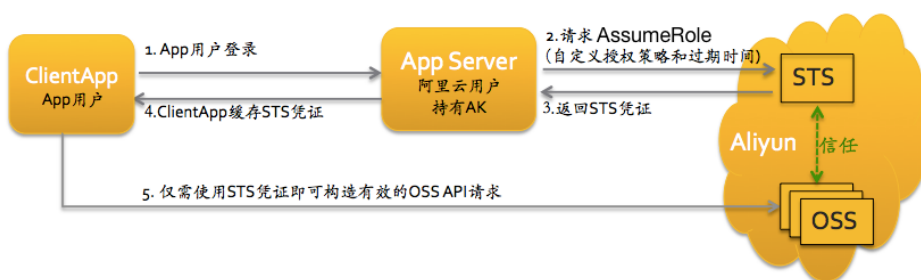 1. App用户登录
2.请求 AssumeRole
(自定义授权策略和过期时间)
ClientApp
App用户
App Server
阿里云用户
持有AK
STS
4.ClientApp缓存STS凭证
3.返回STS凭证
Aliyun
信任
5. 仅需使用STS凭证即可构造有效的OSS API请求
OSS